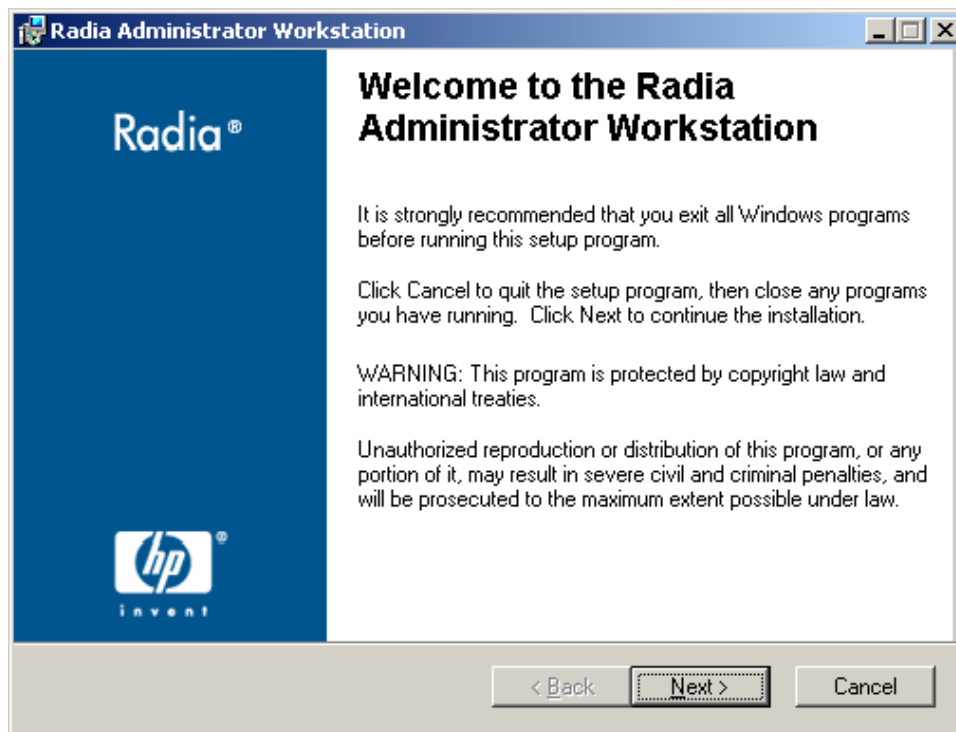 Radia Administrator Workstation
Radia®
Welcome to the Radia
Administrator Workstation
It is strongly recommended that you exit all Windows programs
before running this setup program.
Click Cancel to quit the setup program, then close any programs
you have running.  Click Next to continue the installation.
WARNING: This program is protected by copyright law and
international treaties.
Unauthorized reproduction or distribution of this program, or any
portion of it, may result in severe civil and criminal penalties, and
will be prosecuted to the maximum extent possible under law.
hp®
invent
< Back
Next >
Cancel